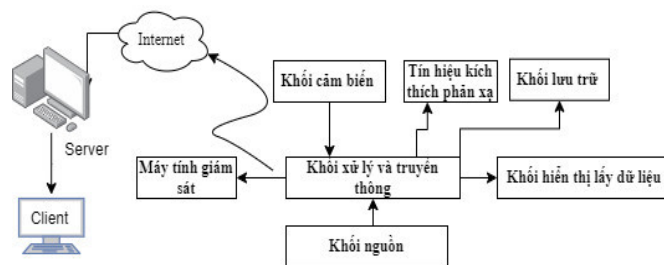 Internet
Khối cảm biến
Tín hiệu kích
thích phản xạ
Khối lưu trữ
Server
Máy tính giám
sát
Khối xử lý và truyền
thông
Khối hiển thị lấy dữ liệu
Client
Khối nguồn